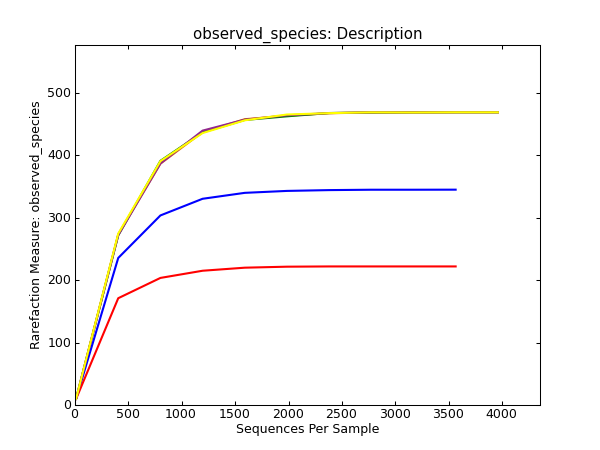 observed_species: Description
Rarefaction Measure: observed_species
500
400
300
200
100
0
0 500 1000 1500 2000 2500 3000 3500 4000
Sequences Per Sample